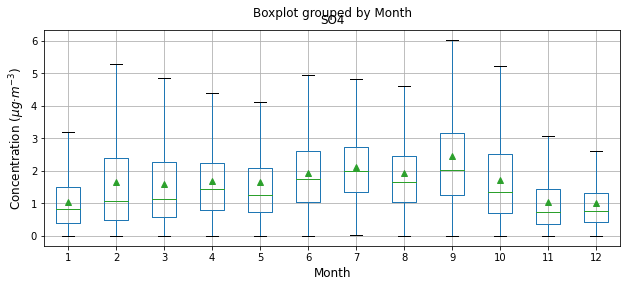 Boxplot grouped by Month
SO4
Concentration (μg·m⁻³)
6
5
4
3
2
1
0
1 2 3 4 5 6 7 8 9 10 11 12
Month